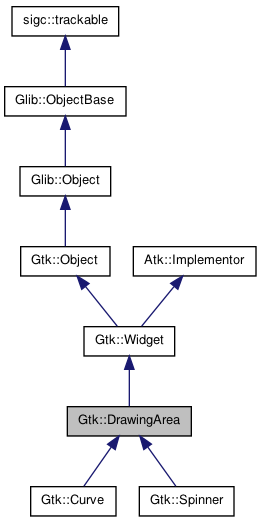 sigc::trackable
Glib::ObjectBase
Glib::Object
Gtk::Object
Atk::Implementor
Gtk::Widget
Gtk::DrawingArea
Gtk::Curve
Gtk::Spinner